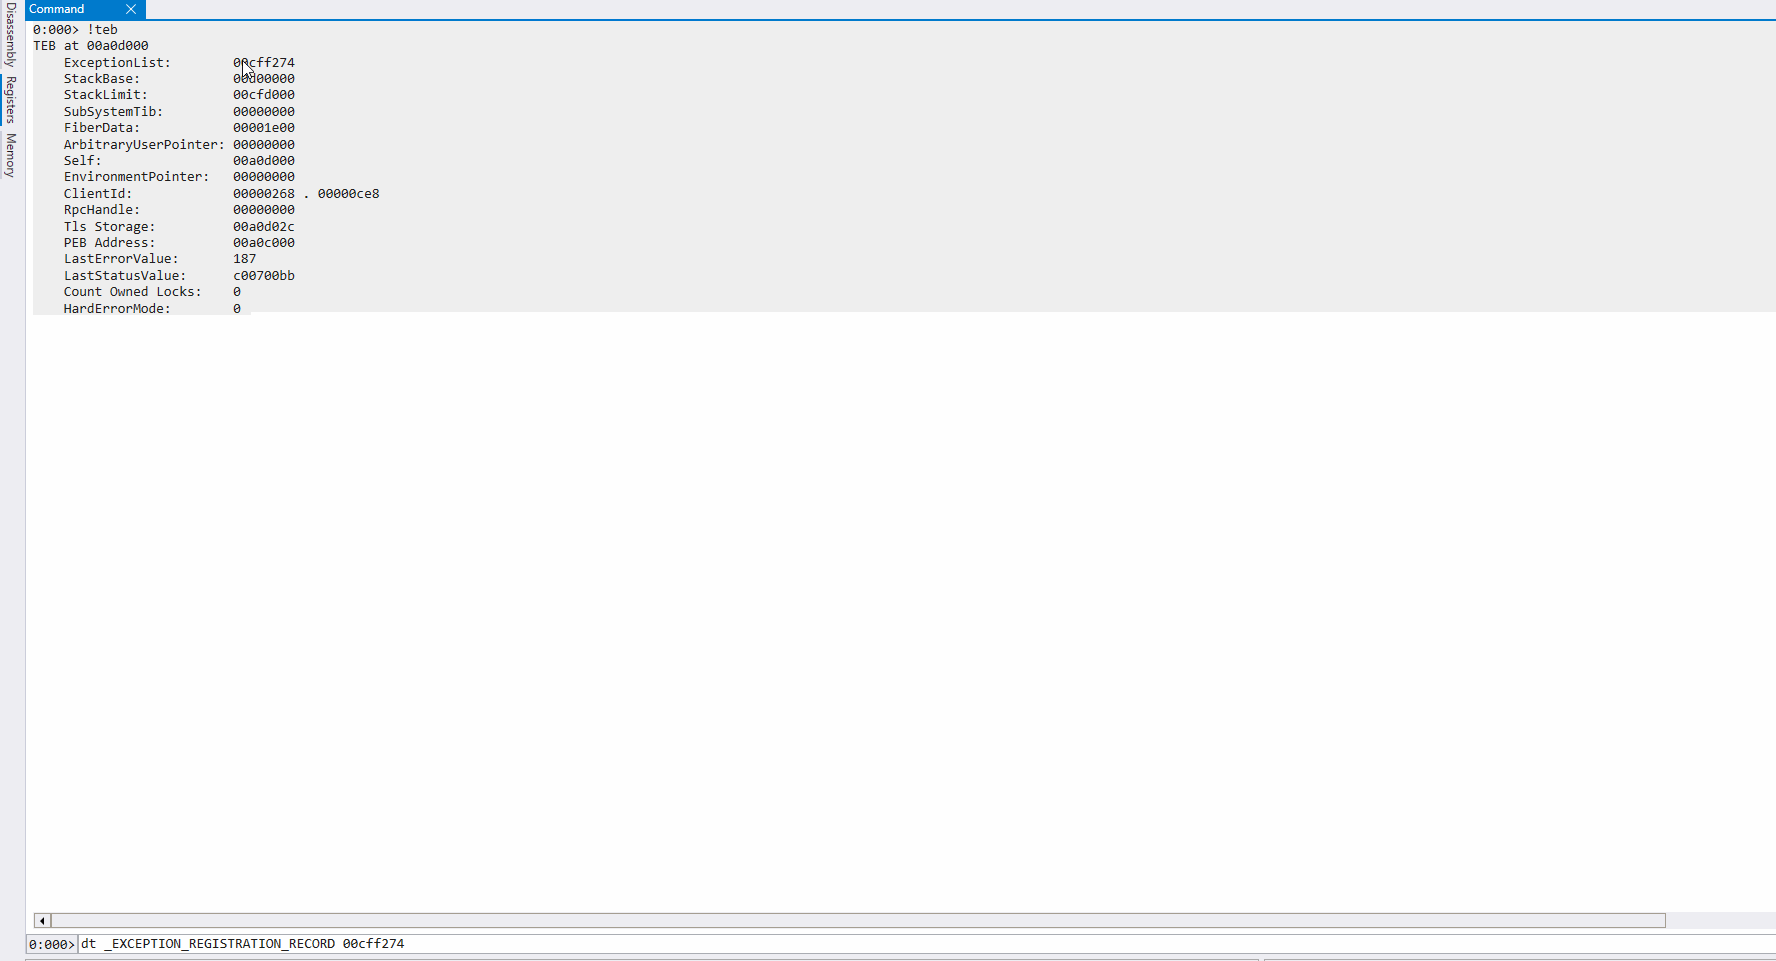 Command
Disassembly
Registers
Memory
0:000> !teb
TEB at 00a0d000
ExceptionList: 00cff274
StackBase: 00d00000
StackLimit: 00cfd000
SubSystemTib: 00000000
FiberData: 00001e00
ArbitraryUserPointer: 00000000
Self: 00a0d000
EnvironmentPointer: 00000000
ClientId: 00000268 . 00000ce8
RpcHandle: 00000000
Tls Storage: 00a0d02c
PEB Address: 00a0c000
LastErrorValue: 187
LastStatusValue: c00700bb
Count Owned Locks: 0
HardErrorMode: 0
0:000> dt _EXCEPTION_REGISTRATION_RECORD 00cff274